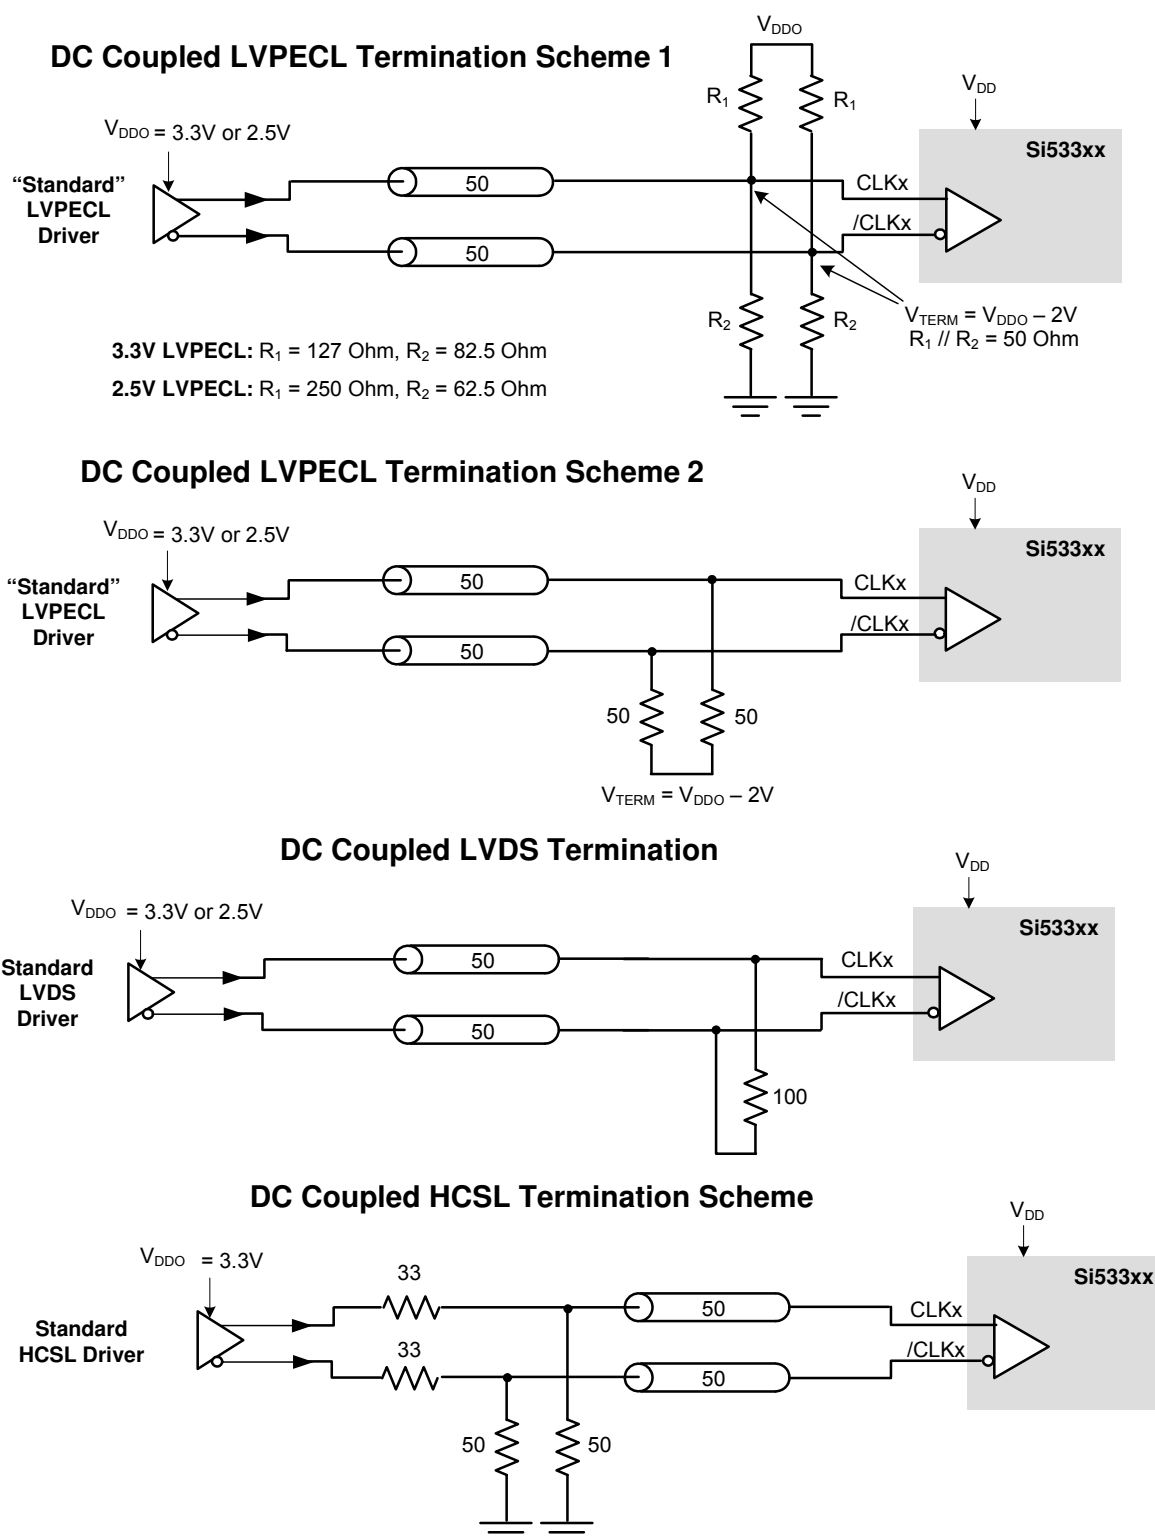 DC Coupled LVPECL Termination Scheme 1
VDDO
R1
R1
VDD
VDDO = 3.3V or 2.5V
Si533xx
“Standard”
LVPECL
Driver
50
CLKx
50
/CLKx
R2
R2
VTERM = VDDO – 2V
R1 // R2 = 50 Ohm
3.3V LVPECL: R1 = 127 Ohm, R2 = 82.5 Ohm
2.5V LVPECL: R1 = 250 Ohm, R2 = 62.5 Ohm
DC Coupled LVPECL Termination Scheme 2
VDD
VDDO = 3.3V or 2.5V
Si533xx
“Standard”
LVPECL
Driver
50
CLKx
50
/CLKx
50
50
VTERM = VDDO – 2V
DC Coupled LVDS Termination
VDD
VDDO = 3.3V or 2.5V
Si533xx
Standard
LVDS
Driver
50
CLKx
50
/CLKx
100
DC Coupled HCSL Termination Scheme
VDD
VDDO = 3.3V
Si533xx
Standard
HCSL Driver
33
50
CLKx
33
50
/CLKx
50
50